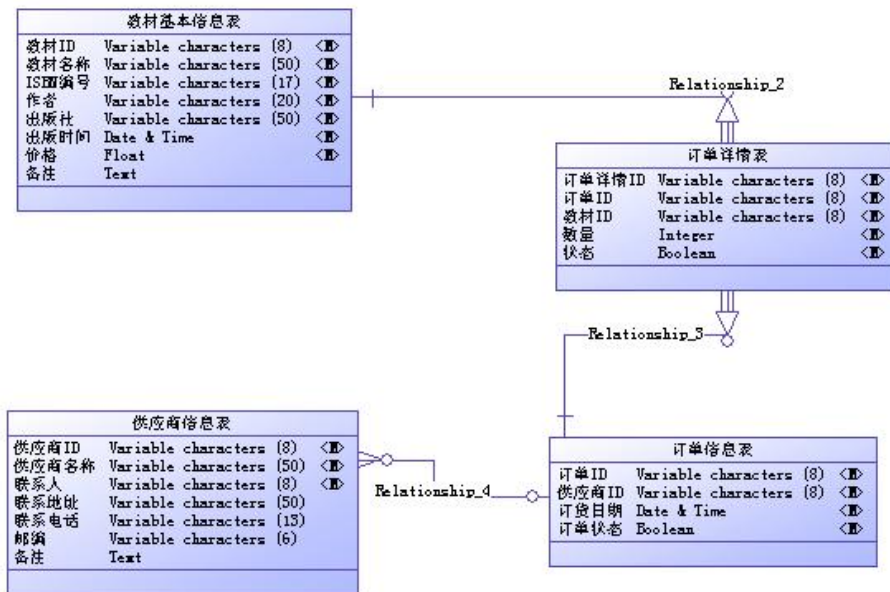 教材基本信息表
教材ID Variable characters (8) <M>
教材名称 Variable characters (50) <M>
ISBN编号 Variable characters (17) <M>
作者 Variable characters (20) <M>
出版社 Variable characters (50) <M>
出版时间 Date & Time <M>
价格 Float <M>
备注 Text
Relationship_2
订单详情表
订单详情ID Variable characters (8) <M>
订单ID Variable characters (8) <M>
教材ID Variable characters (8) <M>
数量 Integer <M>
状态 Boolean <M>
Relationship_3
供应商信息表
供应商ID Variable characters (8) <M>
供应商名称 Variable characters (50) <M>
联系人 Variable characters (8) <M>
联系地址 Variable characters (50)
联系电话 Variable characters (13)
邮编 Variable characters (6)
备注 Text
Relationship_4
订单信息表
订单ID Variable characters (8) <M>
供应商ID Variable characters (8) <M>
订货日期 Date & Time <M>
订单状态 Boolean <M>